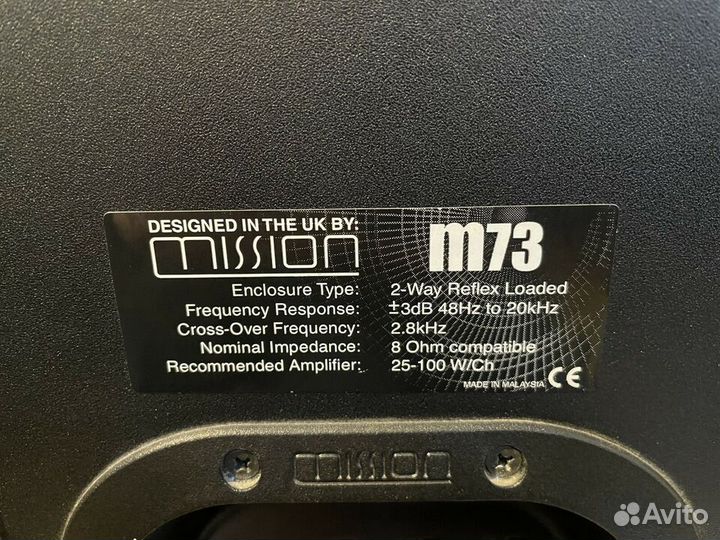 DESIGNED IN THE UK BY:
mission
m73
Enclosure Type: 2-Way Reflex Loaded
Frequency Response: ±3dB 48Hz to 20kHz
Cross-Over Frequency: 2.8kHz
Nominal Impedance: 8 Ohm compatible
Recommended Amplifier: 25-100 W/Ch
MADE IN MALAYSIA CE
mission
Avito